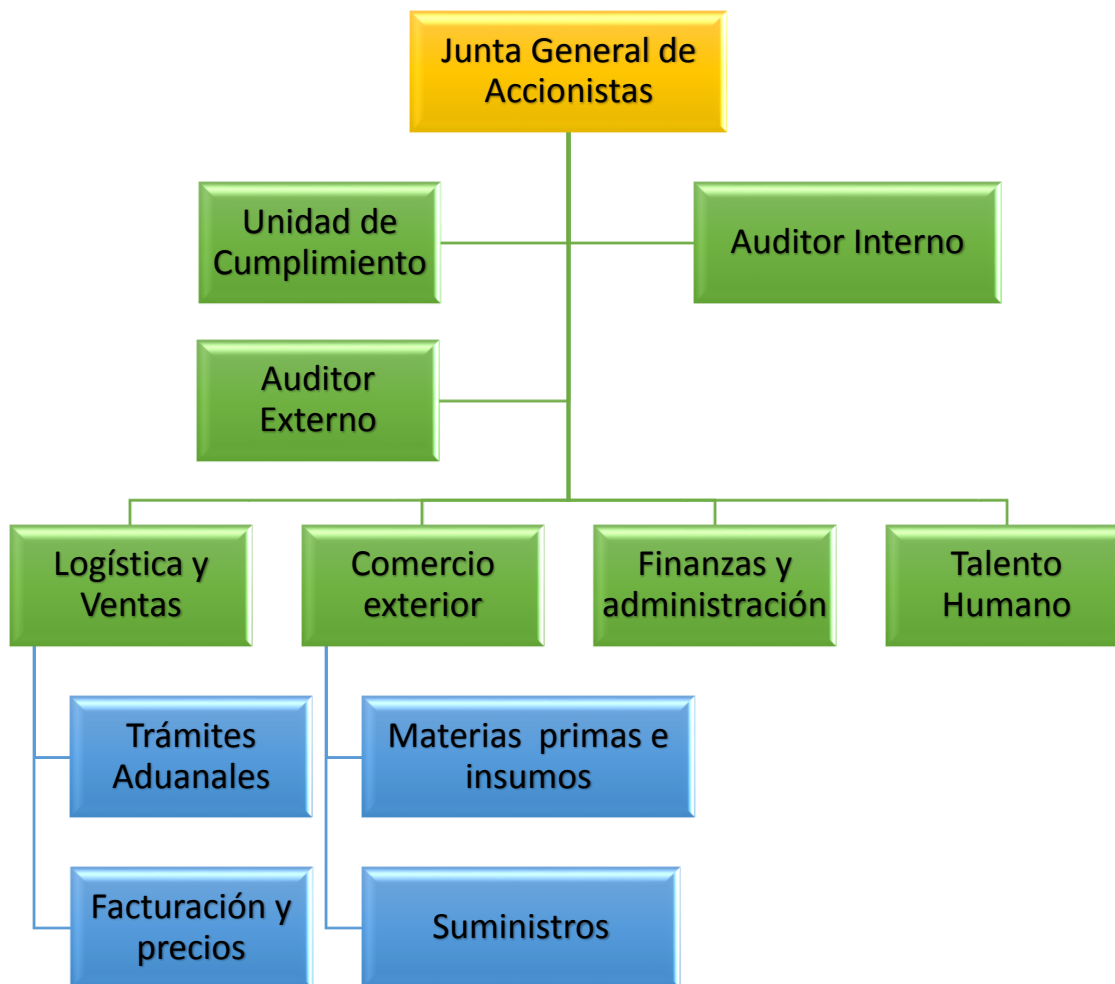 Junta General de
Accionistas
Unidad de
Cumplimiento
Auditor Interno
Auditor
Externo
Logística y
Ventas
Comercio
exterior
Finanzas y
administración
Talento
Humano
Trámites
Aduanales
Materias  primas e
insumos
Facturación y
precios
Suministros